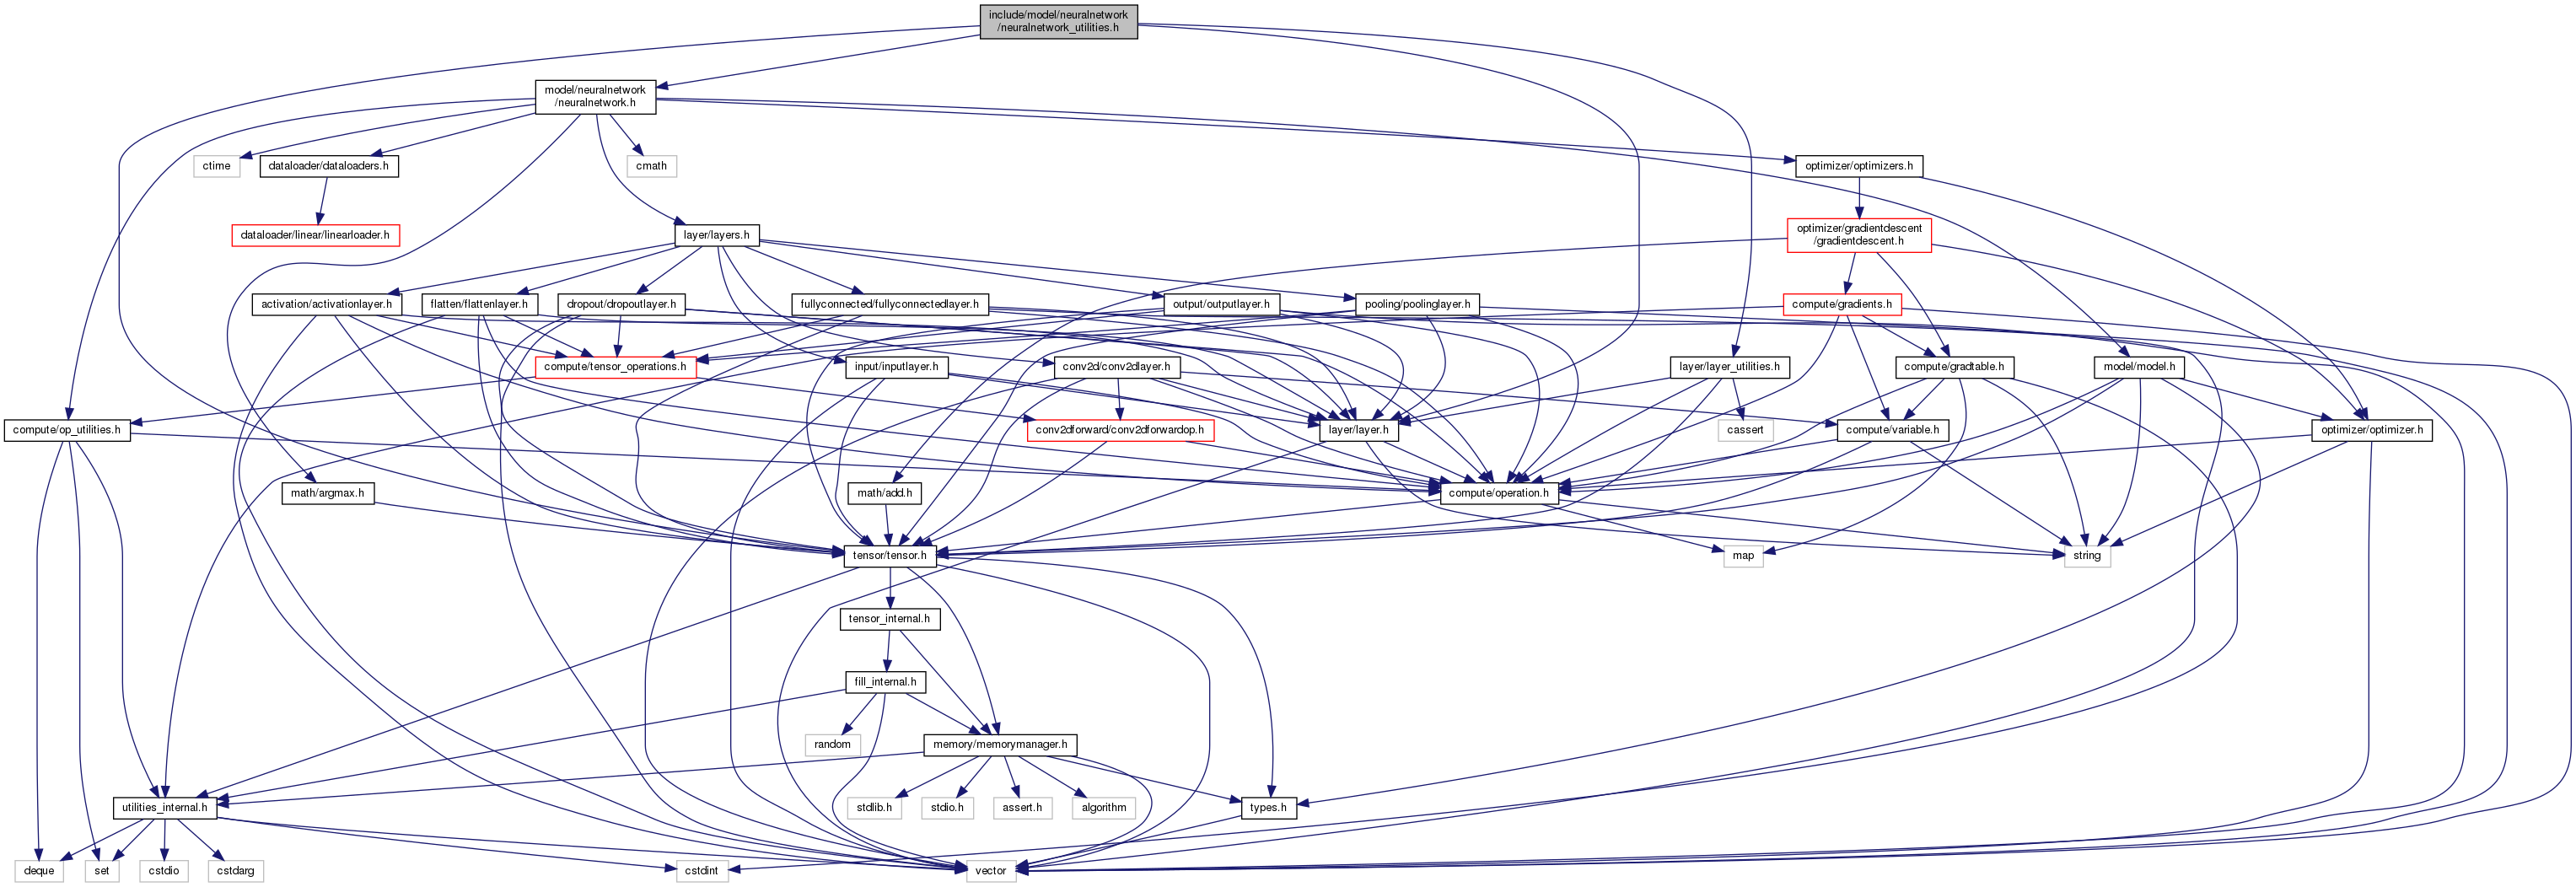 include/model/neuralnetwork
/neuralnetwork_utilities.h
model/neuralnetwork
/neuralnetwork.h
ctime
dataloader/dataloaders.h
cmath
optimizer/optimizers.h
dataloader/linear/linearloader.h
layer/layers.h
optimizer/gradientdescent
/gradientdescent.h
activation/activationlayer.h
flatten/flattenlayer.h
dropout/dropoutlayer.h
fullyconnected/fullyconnectedlayer.h
output/outputlayer.h
pooling/poolinglayer.h
compute/gradients.h
compute/tensor_operations.h
input/inputlayer.h
conv2d/conv2dlayer.h
layer/layer_utilities.h
compute/gradtable.h
model/model.h
compute/op_utilities.h
conv2dforward/conv2dforwardop.h
layer/layer.h
cassert
compute/variable.h
optimizer/optimizer.h
math/argmax.h
math/add.h
compute/operation.h
tensor/tensor.h
map
string
tensor_internal.h
fill_internal.h
random
memory/memorymanager.h
utilities_internal.h
stdlib.h
stdio.h
assert.h
algorithm
types.h
deque
set
cstdio
cstdarg
cstdint
vector